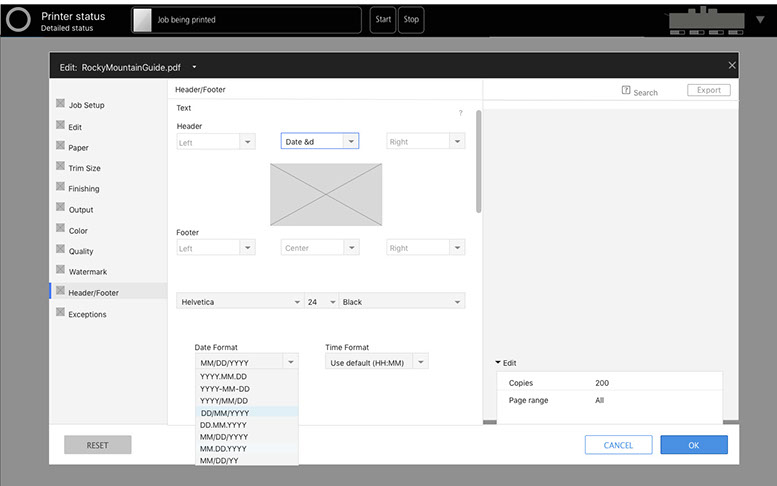 Printer status
Detailed status
Job being printed
Start
Stop
Edit: RockyMountainGuide.pdf
Job Setup
Edit
Paper
Trim Size
Finishing
Output
Color
Quality
Watermark
Header/Footer
Exceptions
Header/Footer
Text
?
Header
Left
Date &d
Right
Footer
Left
Center
Right
Helvetica
24
Black
Date Format
MM/DD/YYYY
YYYY.MM.DD
YYYY-MM-DD
YYYY/MM/DD
DD/MM/YYYY
DD.MM.YYYY
MM/DD/YYYY
MM.DD.YYYY
MM/DD/YY
Time Format
Use default (HH:MM)
? Search
Export
Edit
Copies 200
Page range All
RESET
CANCEL
OK